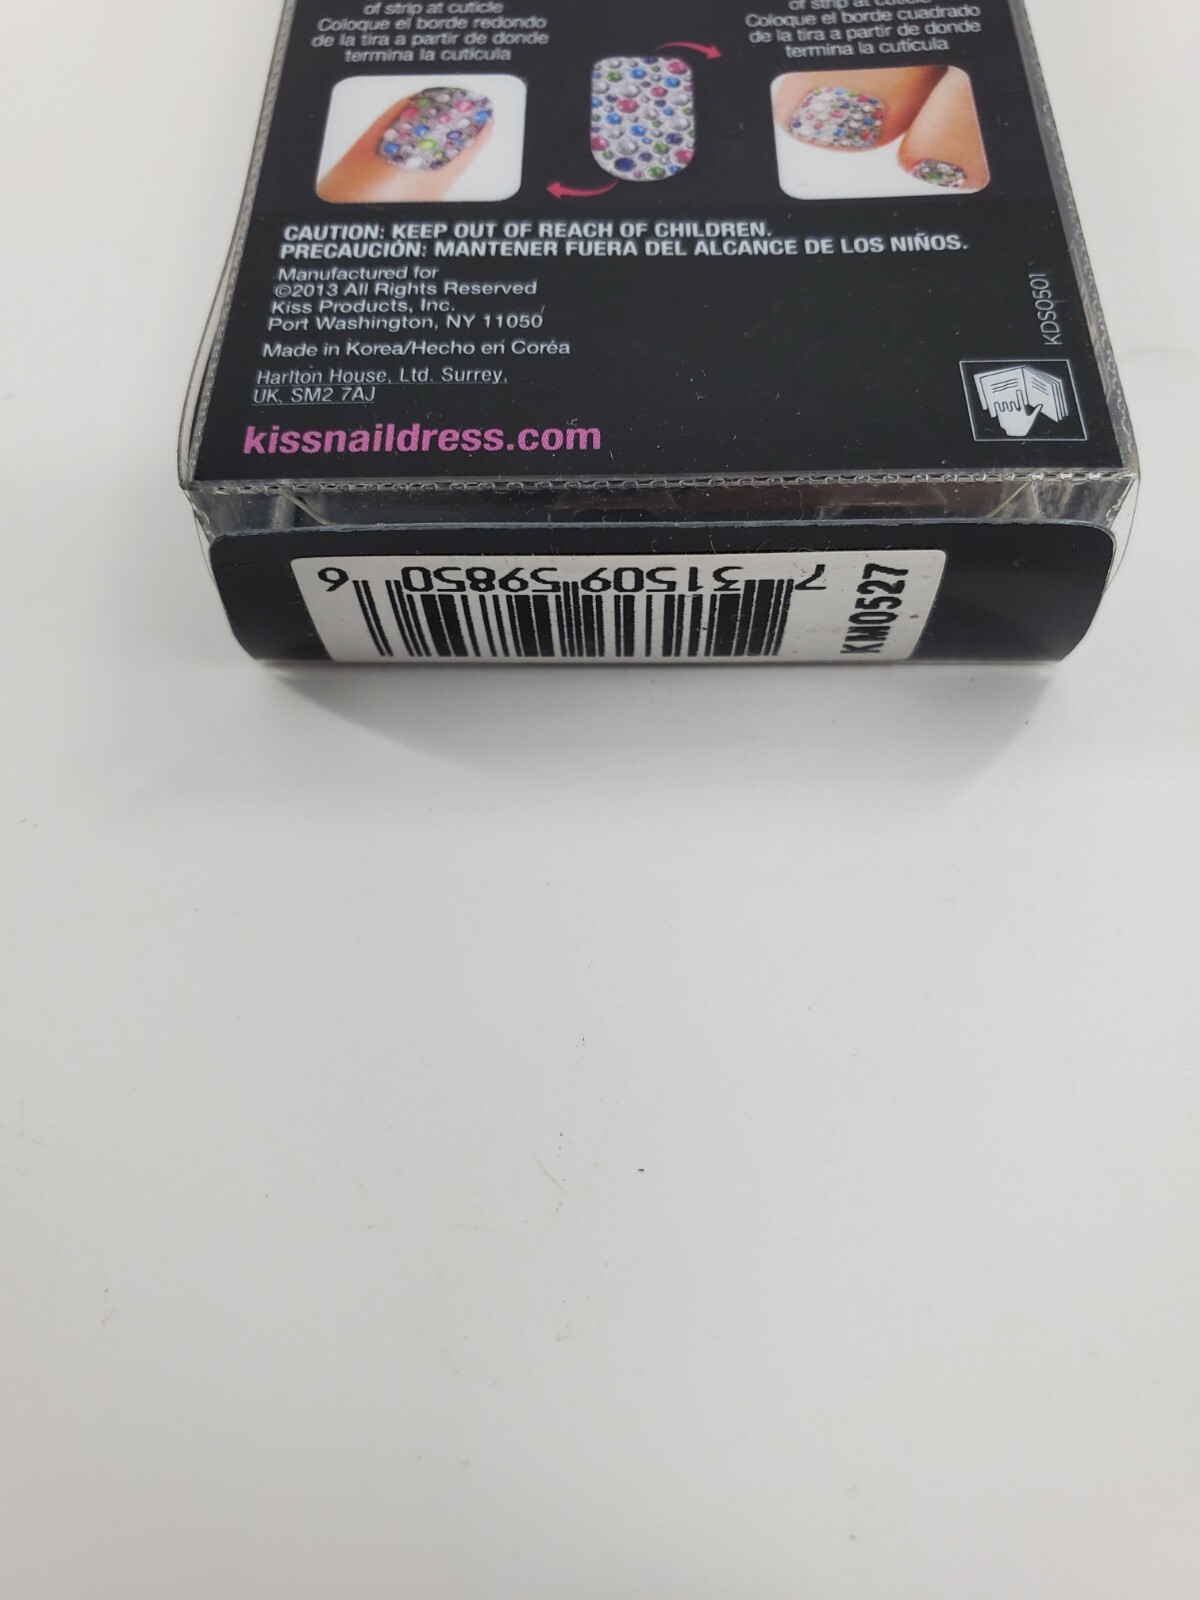 of strip at cuticle
Coloque el borde redondo
de la tira a partir de donde
termina la cutícula
of strip at cuticle
Coloque el borde cuadrado
de la tira a partir de donde
termina la cutícula
CAUTION: KEEP OUT OF REACH OF CHILDREN.
PRECAUCIÓN: MANTENER FUERA DEL ALCANCE DE LOS NIÑOS.
Manufactured for
©2013 All Rights Reserved
Kiss Products, Inc.
Port Washington, NY 11050
Made in Korea/Hecho en Coréa
Harlton House, Ltd. Surrey,
UK, SM2 7AJ
kissnaildress.com
KDS0501
7 31509 59850 6
KM0527